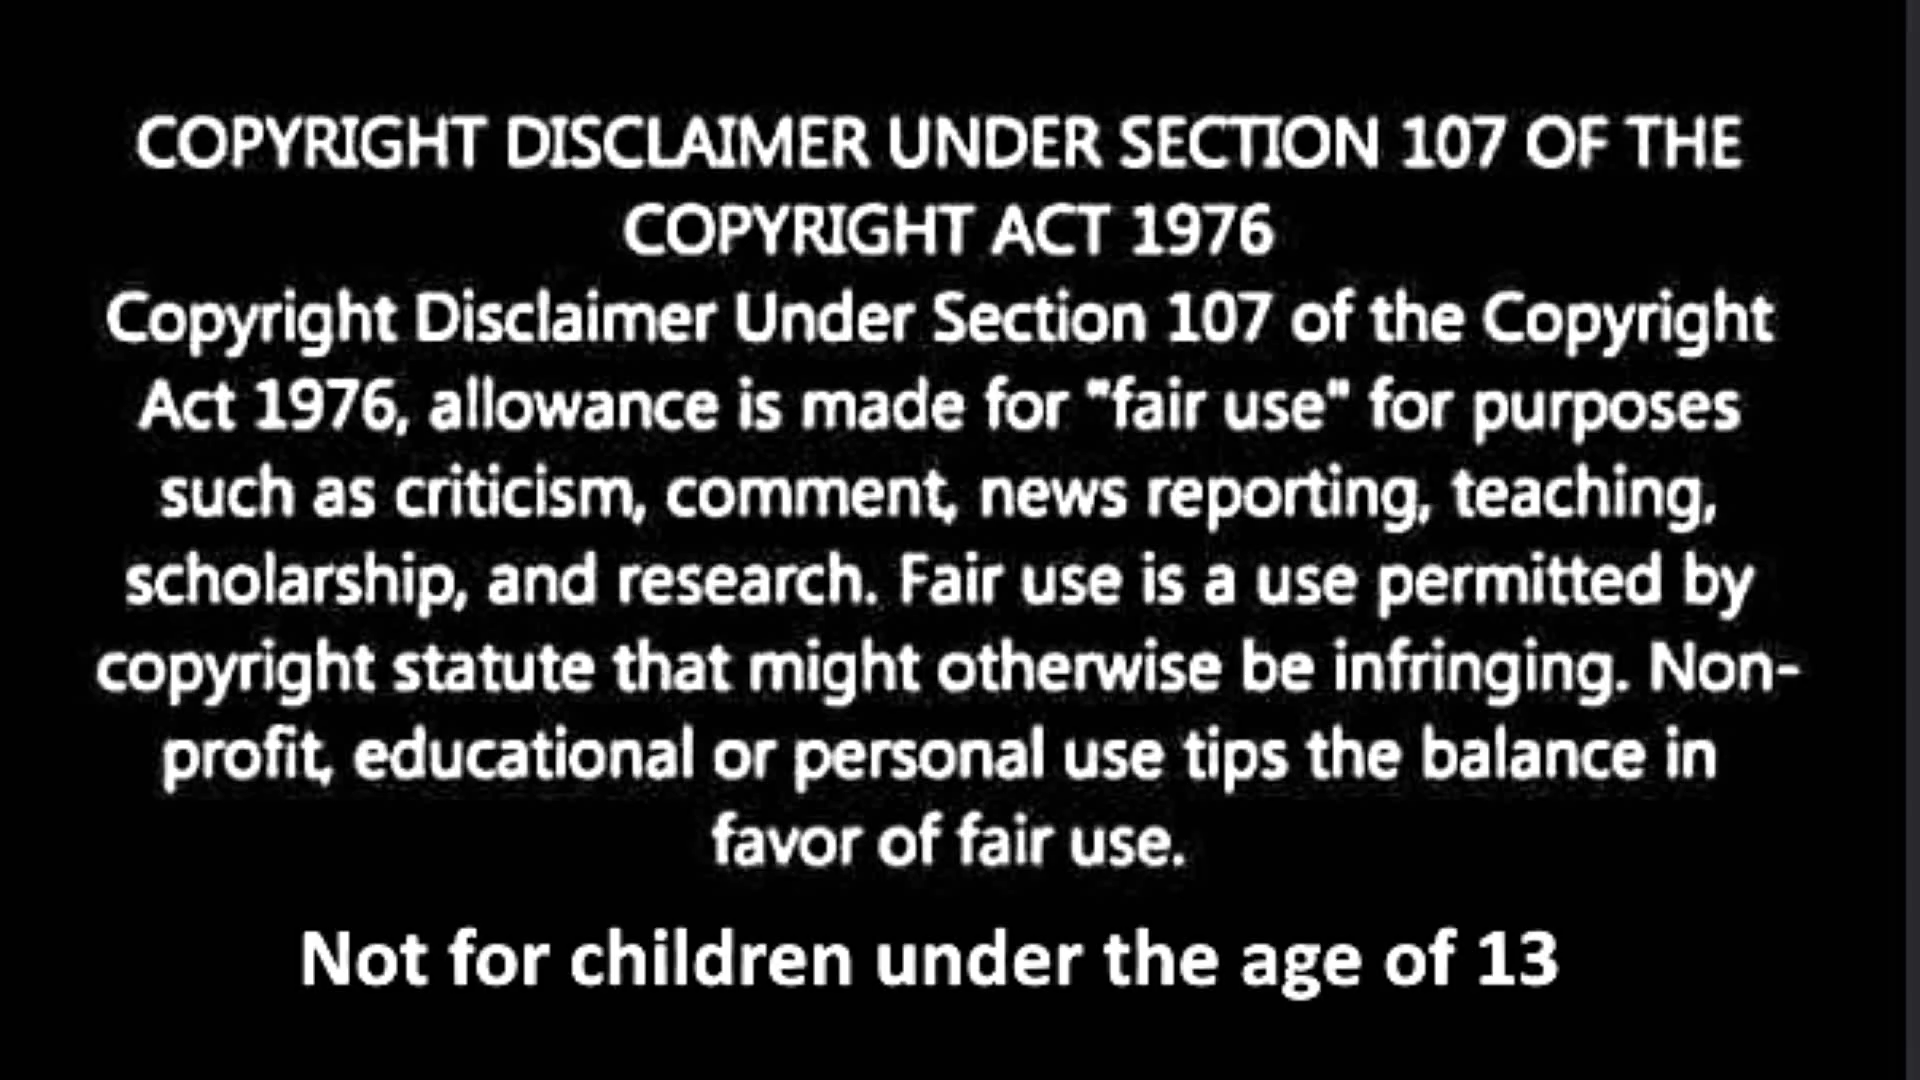 COPYRIGHT DISCLAIMER UNDER SECTION 107 OF THE
COPYRIGHT ACT 1976
Copyright Disclaimer Under Section 107 of the Copyright
Act 1976, allowance is made for "fair use" for purposes
such as criticism, comment, news reporting, teaching,
scholarship, and research. Fair use is a use permitted by
copyright statute that might otherwise be infringing. Non-
profit, educational or personal use tips the balance in
favor of fair use.
Not for children under the age of 13